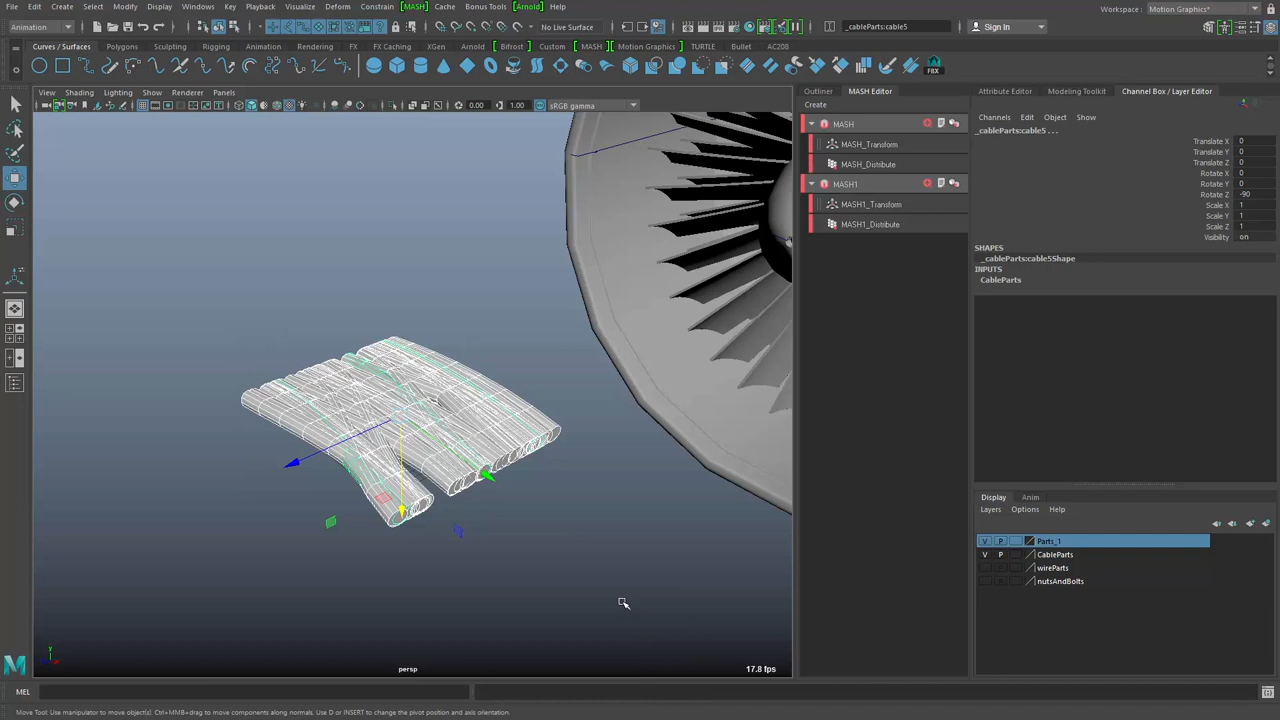 File Edit Create Select Modify Display Windows Key Playback Visualize Deform Constrain [MASH] Cache Bonus Tools [Arnold] Help
Workspace : Motion Graphics*
Animation No Live Surface _cableParts:cable5 Sign In
Curves / Surfaces Polygons Sculpting Rigging Animation Rendering FX FX Caching XGen Arnold [ Bifrost Custom [ MASH ] Motion Graphics TURTLE Bullet AC208
FBX
View Shading Lighting Show Renderer Panels
0.00 1.00 sRGB gamma
Outliner MASH Editor
Create
MASH
MASH_Transform
MASH_Distribute
MASH1
MASH1_Transform
MASH1_Distribute
Attribute Editor Modeling Toolkit Channel Box / Layer Editor
Channels Edit Object Show
_cableParts:cable5 . . .
Translate X 0
Translate Y 0
Translate Z 0
Rotate X 0
Rotate Y 0
Rotate Z -90
Scale X 1
Scale Y 1
Scale Z 1
Visibility on
SHAPES
_cableParts:cable5Shape
INPUTS
CableParts
Display Anim
Layers Options Help
V P Parts_1
V P CableParts
wireParts
nutsAndBolts
y
persp
17.8 fps
MEL
Move Tool: Use manipulator to move object(s). Ctrl+MMB+drag to move components along normals. Use D or INSERT to change the pivot position and axis orientation.